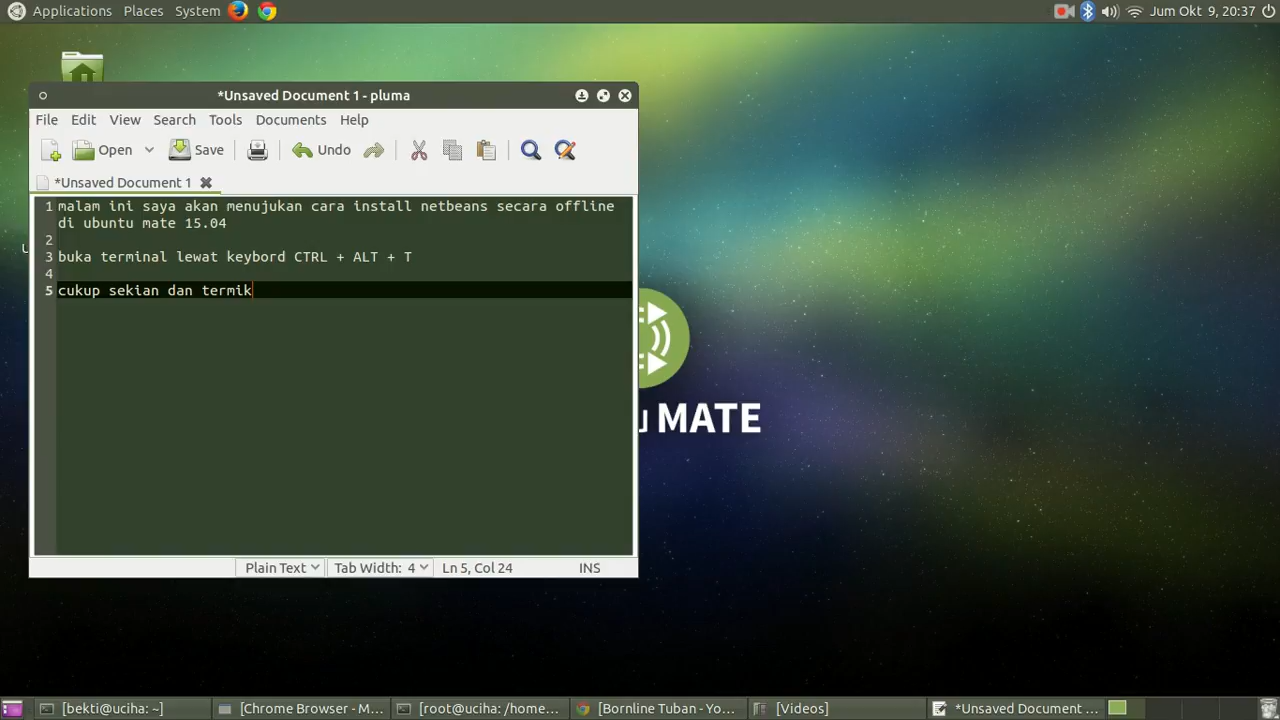 Applications Places System
Jum Okt 9, 20:37
*Unsaved Document 1 - pluma
File Edit View Search Tools Documents Help
Open Save Undo
*Unsaved Document 1
1 malam ini saya akan menujukan cara install netbeans secara offline
di ubuntu mate 15.04
2
3 buka terminal lewat keybord CTRL + ALT + T
4
5 cukup sekian dan termik
MATE
Plain Text Tab Width: 4 Ln 5, Col 24 INS
[bekti@uciha: ~] [Chrome Browser - M... [root@uciha: /home... [Bornline Tuban - Yo... [Videos] *Unsaved Document ...